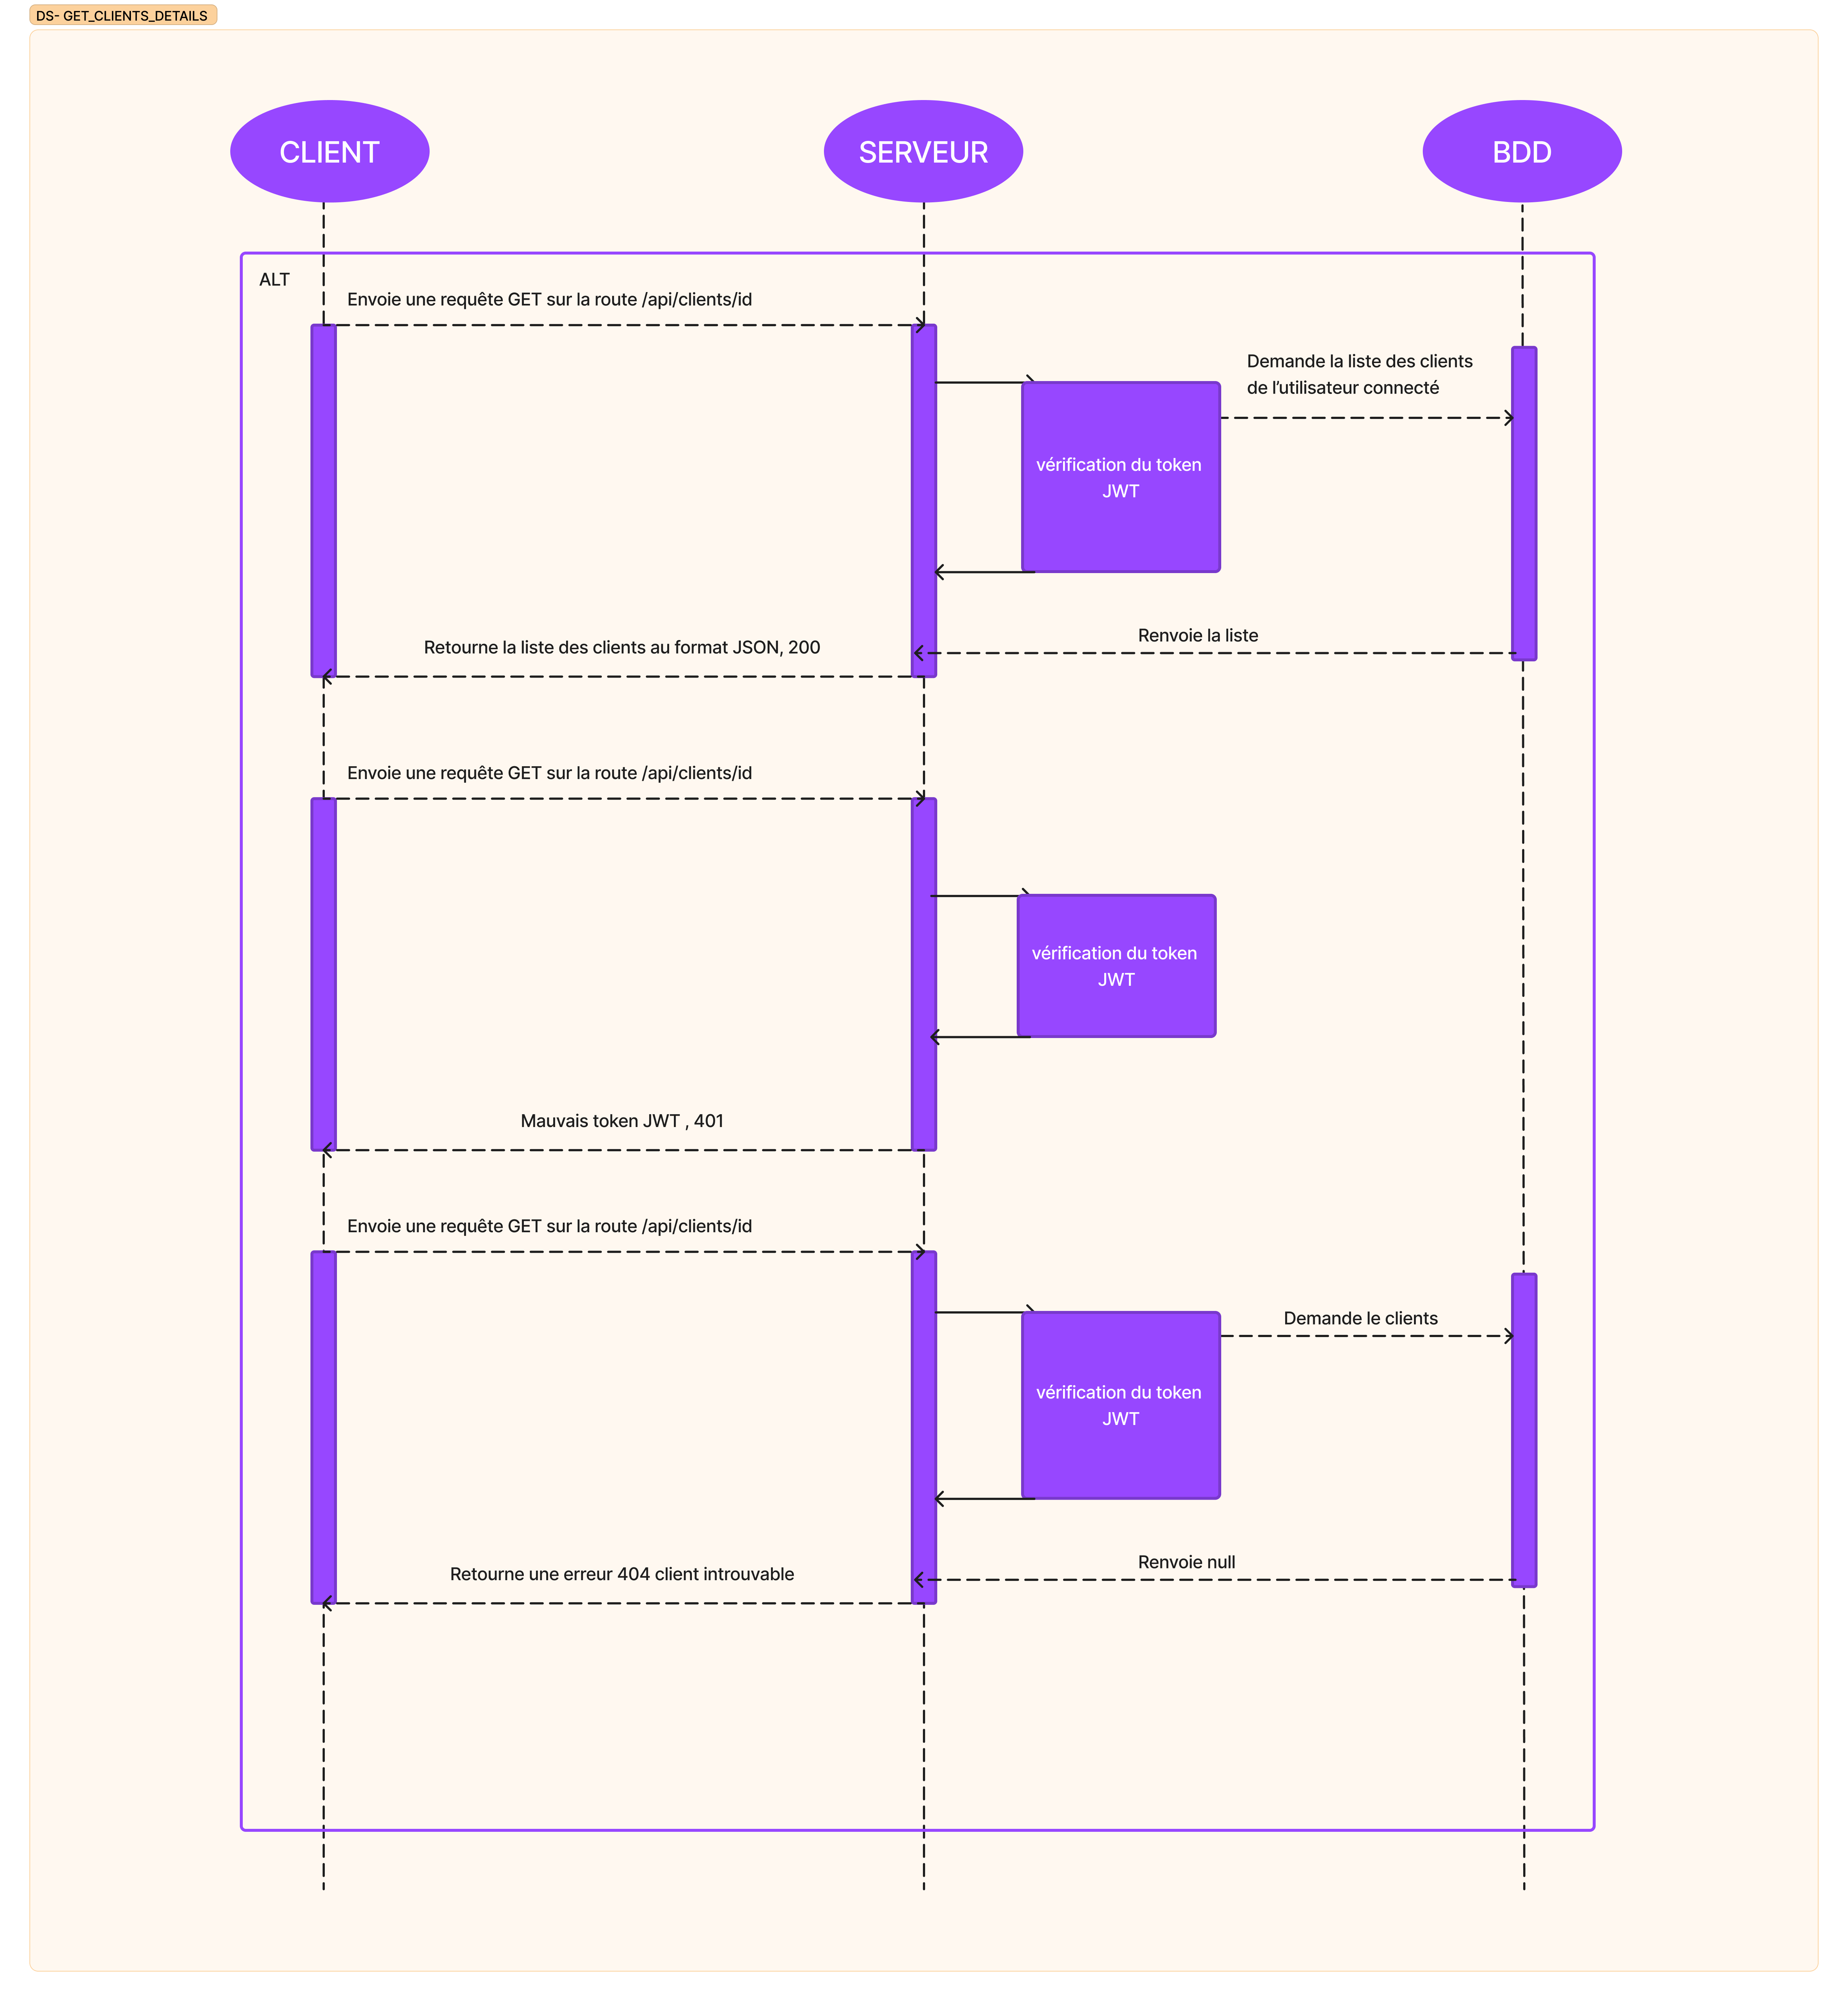 DS- GET_CLIENTS_DETAILS
CLIENT
SERVEUR
BDD
ALT
Envoie une requête GET sur la route /api/clients/id
Demande la liste des clients
de l’utilisateur connecté
vérification du token
JWT
Renvoie la liste
Retourne la liste des clients au format JSON, 200
Envoie une requête GET sur la route /api/clients/id
vérification du token
JWT
Mauvais token JWT , 401
Envoie une requête GET sur la route /api/clients/id
Demande le clients
vérification du token
JWT
Renvoie null
Retourne une erreur 404 client introuvable